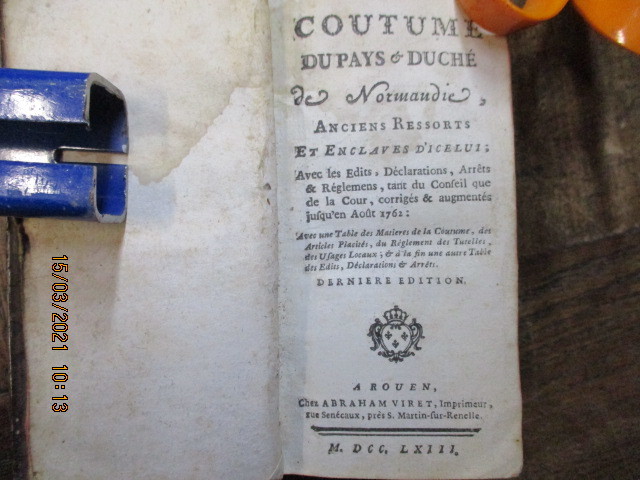 COUTUME
DU PAYS & DUCHÉ
de Normandie,
ANCIENS RESSORTS
ET ENCLAVES D'ICELUI;
Avec les Edits, Déclarations, Arrêts
& Réglemens, tant du Conseil que
de la Cour, corrigés & augmentés
jusqu'en Août 1762:
Avec une Table des Matieres de la Coutume, des
Articles Placités, du Réglement des Tutelles,
des Usages Locaux; & à la fin une autre Table
des Edits, Déclarations & Arrêts.
DERNIERE EDITION.
A ROUEN,
Chez ABRAHAM VIRET, Imprimeur,
rue Senécaux, près S. Martin-sur-Renelle.
M. DCC. LXIII.
15/03/2021 10:13